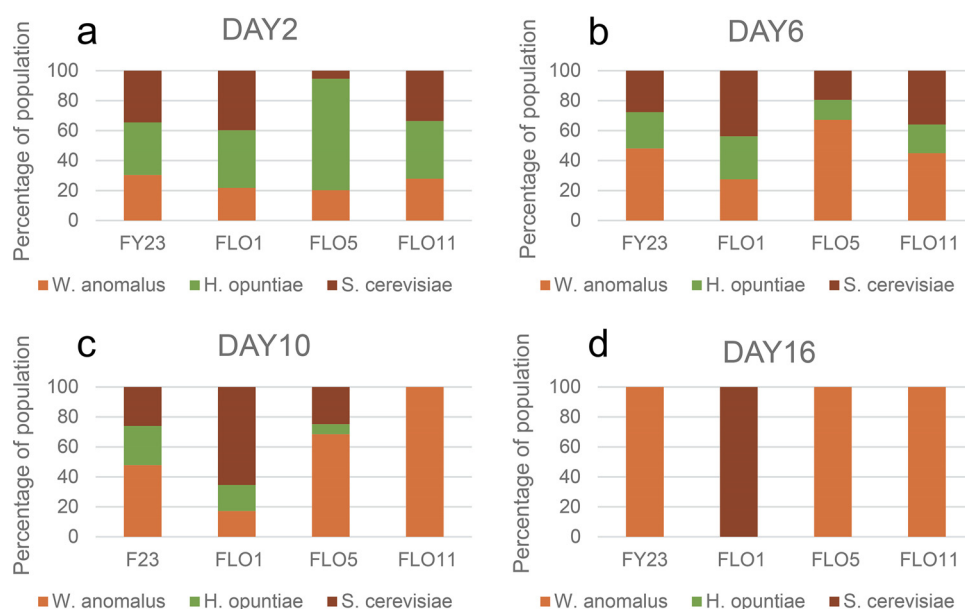 a DAY2
Percentage of population
100
80
60
40
20
0
FY23 FLO1 FLO5 FLO11
W. anomalus H. opuntiae S. cerevisiae
b DAY6
Percentage of population
100
80
60
40
20
0
FY23 FLO1 FLO5 FLO11
W. anomalus H. opuntiae S. cerevisiae
c DAY10
Percentage of population
100
80
60
40
20
0
F23 FLO1 FLO5 FLO11
W. anomalus H. opuntiae S. cerevisiae
d DAY16
Percentage of population
100
80
60
40
20
0
FY23 FLO1 FLO5 FLO11
W. anomalus H. opuntiae S. cerevisiae